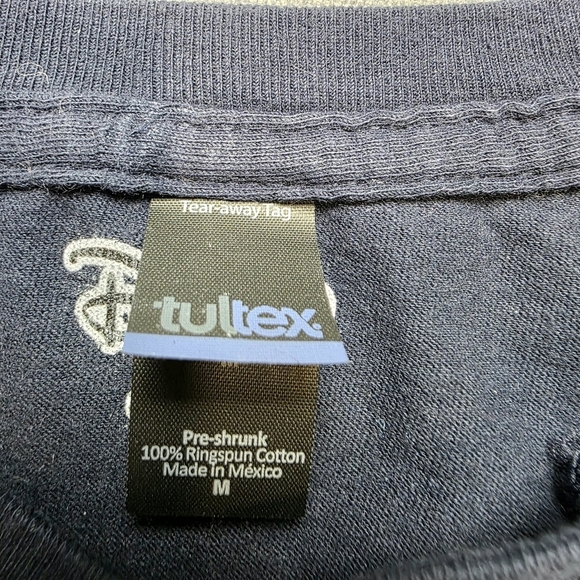 Tear-away Tag
tultex
Pre-shrunk
100% Ringspun Cotton
Made in México
M